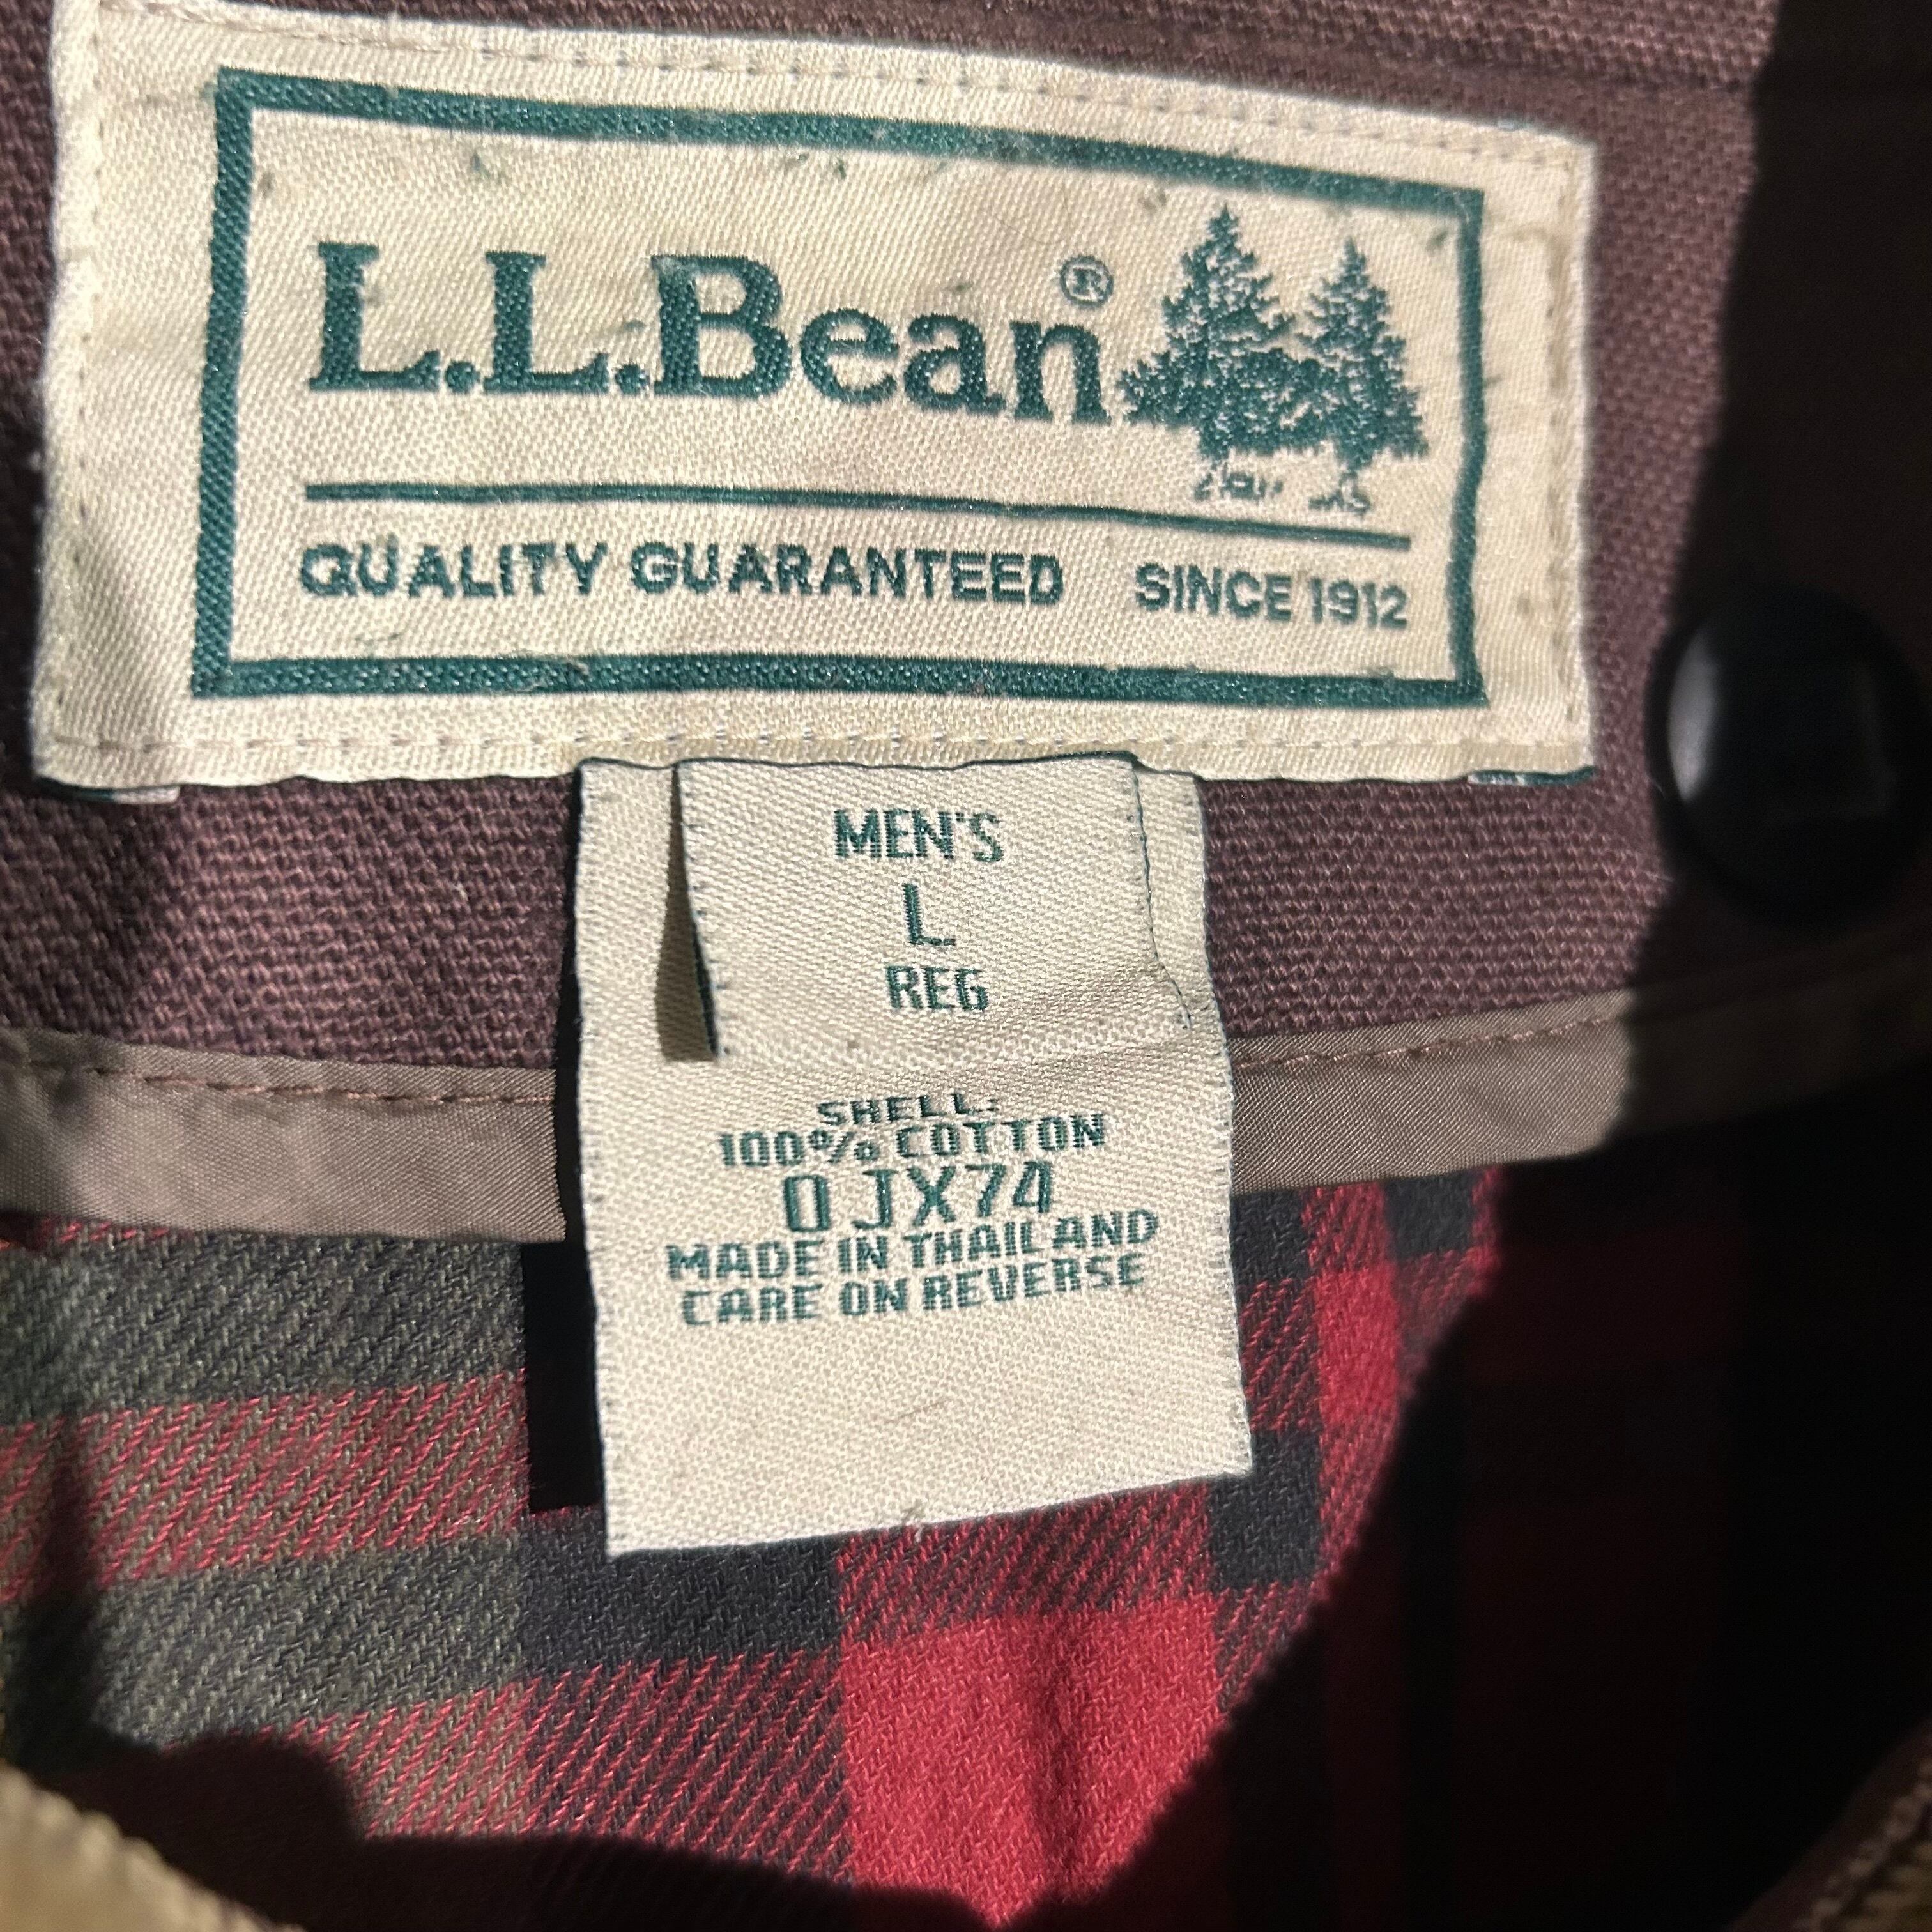 L.L.Bean®
QUALITY GUARANTEED SINCE 1912
MEN'S
L
REG
SHELL:
100% COTTON
0JX74
MADE IN THAILAND
CARE ON REVERSE